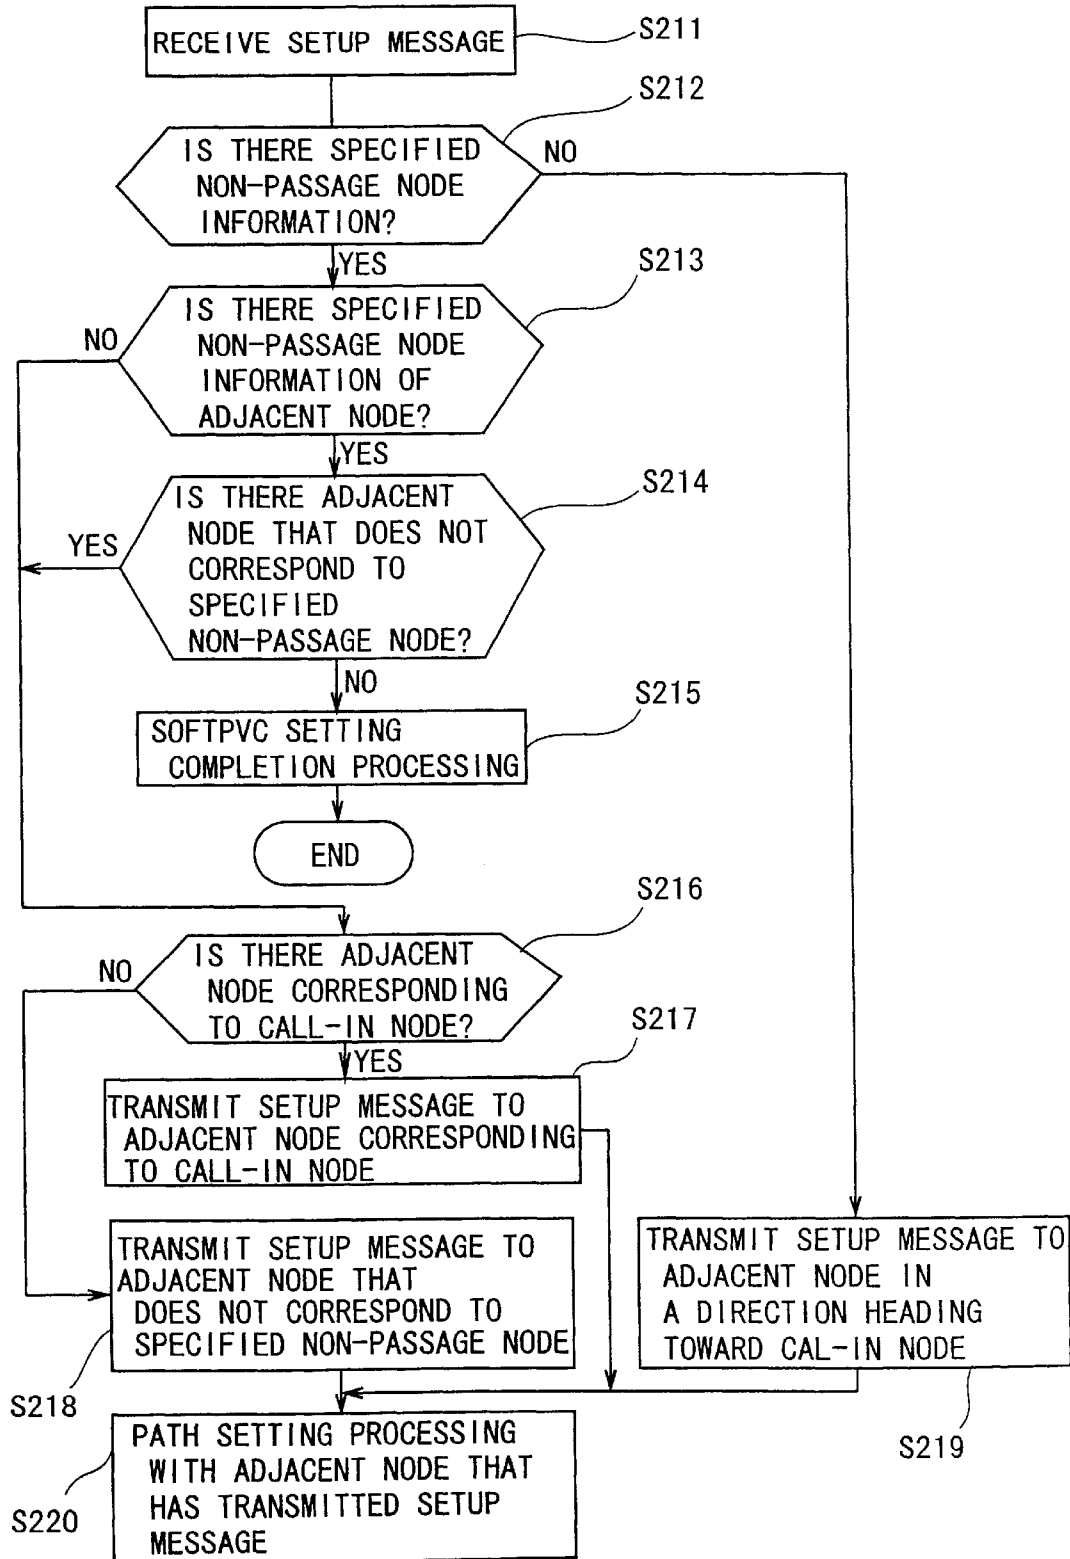 RECEIVE SETUP MESSAGE
S211
S212
IS THERE SPECIFIED
NON-PASSAGE NODE
INFORMATION?
NO
YES
S213
IS THERE SPECIFIED
NON-PASSAGE NODE
INFORMATION OF
ADJACENT NODE?
NO
YES
S214
IS THERE ADJACENT
NODE THAT DOES NOT
CORRESPOND TO
SPECIFIED
NON-PASSAGE NODE?
YES
NO
S215
SOFTPVC SETTING
COMPLETION PROCESSING
END
S216
IS THERE ADJACENT
NODE CORRESPONDING
TO CALL-IN NODE?
NO
YES
S217
TRANSMIT SETUP MESSAGE TO
ADJACENT NODE CORRESPONDING
TO CALL-IN NODE
TRANSMIT SETUP MESSAGE TO
ADJACENT NODE THAT
DOES NOT CORRESPOND TO
SPECIFIED NON-PASSAGE NODE
S218
TRANSMIT SETUP MESSAGE TO
ADJACENT NODE IN
A DIRECTION HEADING
TOWARD CAL-IN NODE
S219
PATH SETTING PROCESSING
WITH ADJACENT NODE THAT
HAS TRANSMITTED SETUP
MESSAGE
S220